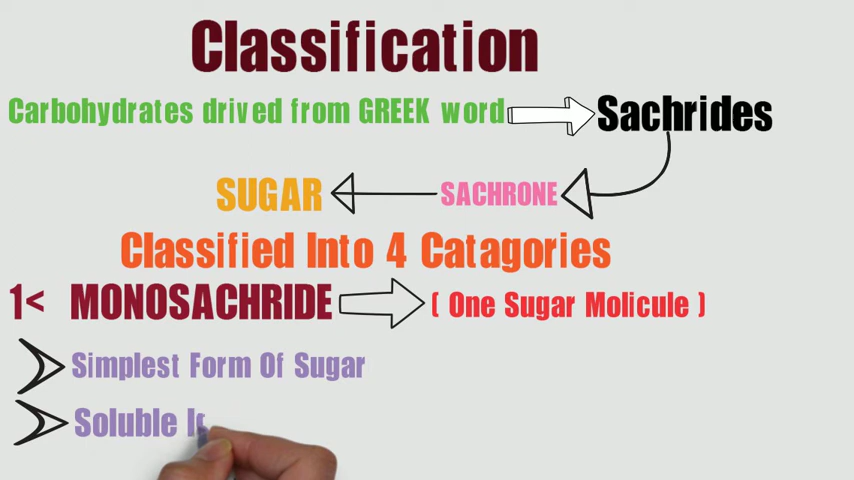 Classification
Carbohydrates drived from GREEK word Sachrides
SUGAR SACHRONE
Classified Into 4 Catagories
1< MONOSACHRIDE ( One Sugar Molicule )
Simplest Form Of Sugar
Soluble